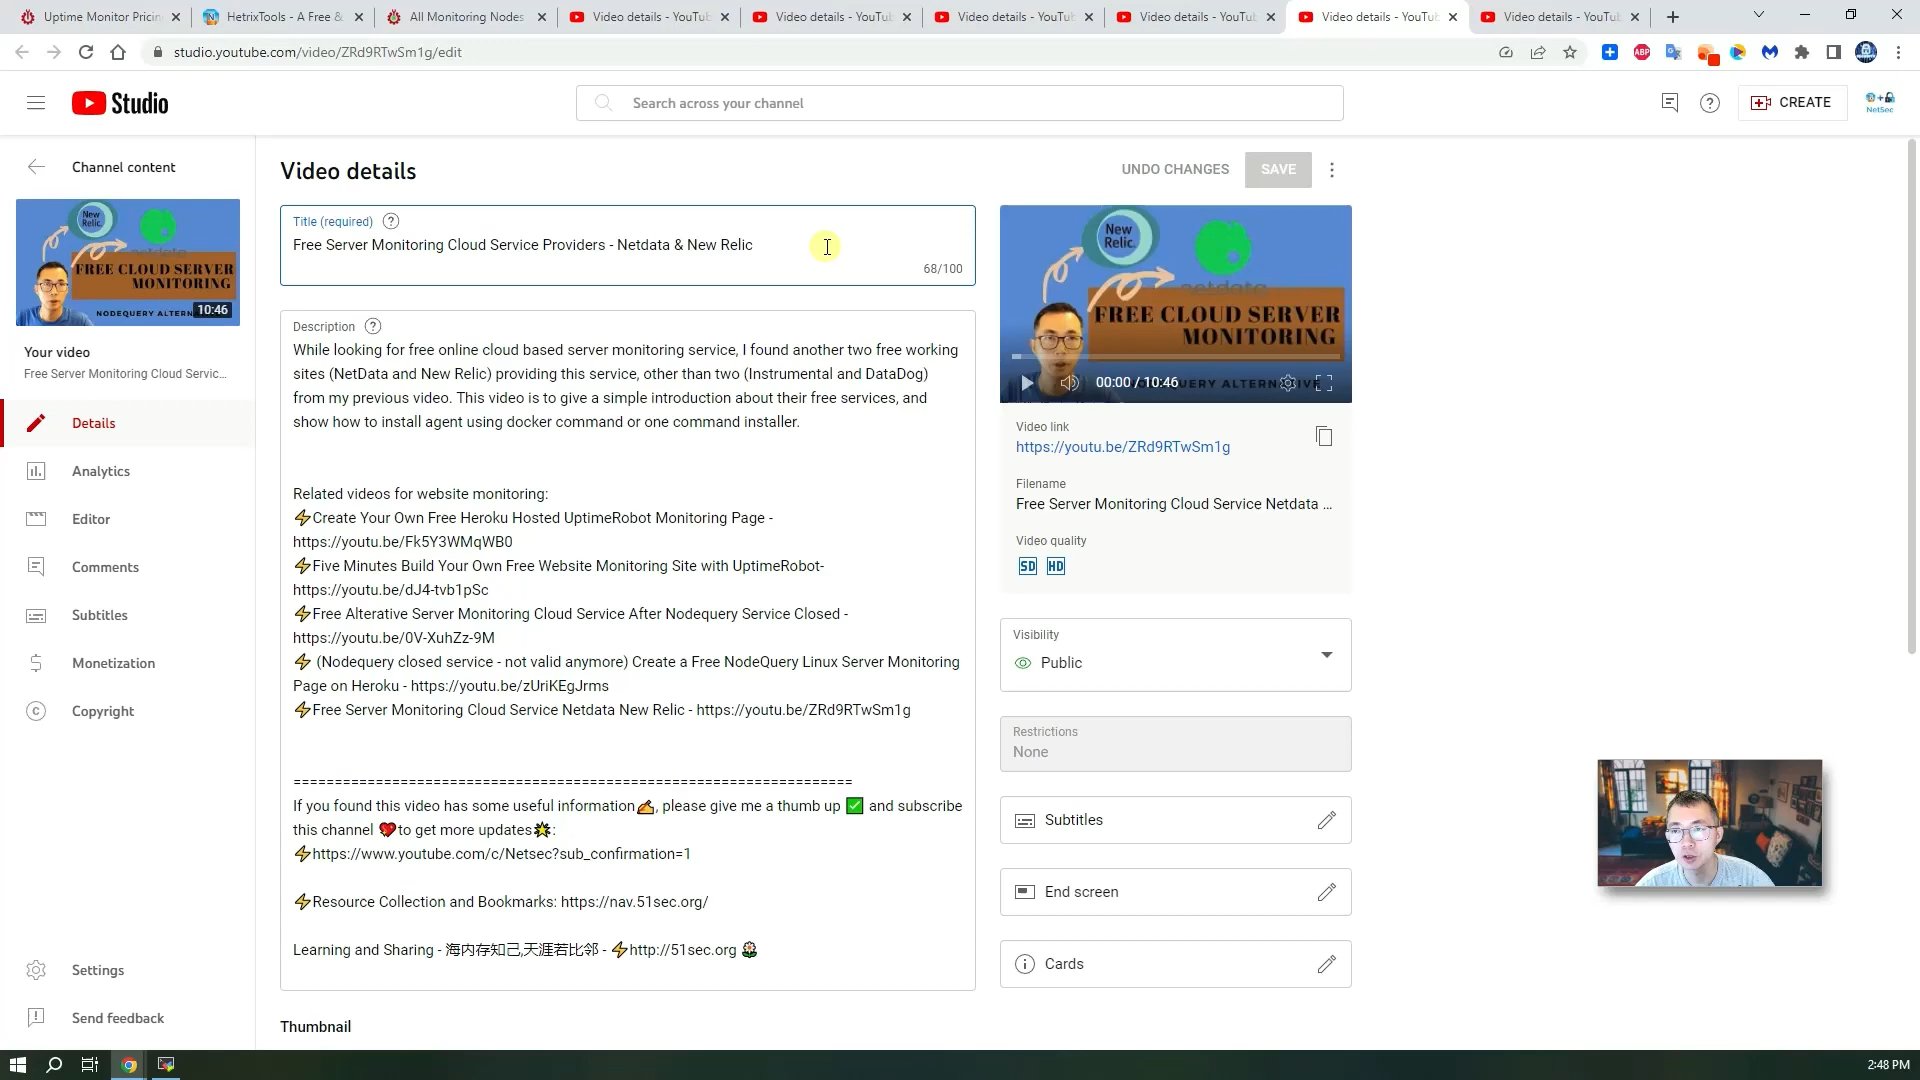 Uptime Monitor Pricin
HetrixTools - A Free &
All Monitoring Nodes
Video details - YouTub
Video details - YouTub
Video details - YouTub
Video details - YouTub
Video details - YouTub
Video details - YouTub
studio.youtube.com/video/ZRd9RTwSm1g/edit
ABP
Studio
Search across your channel
CREATE
NetSec
Channel content
Video details
UNDO CHANGES
SAVE
New Relic
netdata
FREE CLOUD SERVER
MONITORING
NODEQUERY ALTERN
10:46
Your video
Free Server Monitoring Cloud Servic...
Details
Analytics
Editor
Comments
Subtitles
Monetization
Copyright
Settings
Send feedback
Title (required)
Free Server Monitoring Cloud Service Providers - Netdata & New Relic
68/100
Description
While looking for free online cloud based server monitoring service, I found another two free working
sites (NetData and New Relic) providing this service, other than two (Instrumental and DataDog)
from my previous video. This video is to give a simple introduction about their free services, and
show how to install agent using docker command or one command installer.
Related videos for website monitoring:
⚡Create Your Own Free Heroku Hosted UptimeRobot Monitoring Page -
https://youtu.be/Fk5Y3WMqWB0
⚡Five Minutes Build Your Own Free Website Monitoring Site with UptimeRobot-
https://youtu.be/dJ4-tvb1pSc
⚡Free Alterative Server Monitoring Cloud Service After Nodequery Service Closed -
https://youtu.be/0V-XuhZz-9M
⚡ (Nodequery closed service - not valid anymore) Create a Free NodeQuery Linux Server Monitoring
Page on Heroku - https://youtu.be/zUriKEgJrms
⚡Free Server Monitoring Cloud Service Netdata New Relic - https://youtu.be/ZRd9RTwSm1g
====================================================================
If you found this video has some useful information✍, please give me a thumb up ✅ and subscribe
this channel 💖to get more updates🌟:
⚡https://www.youtube.com/c/Netsec?sub_confirmation=1
⚡Resource Collection and Bookmarks: https://nav.51sec.org/
Learning and Sharing - 海内存知己,天涯若比邻 - ⚡http://51sec.org 🌼
Thumbnail
New
Relic.
netdata
FREE CLOUD SERVER
MONITORING
NODEQUERY ALTERNATIVE
00:00 / 10:46
Video link
https://youtu.be/ZRd9RTwSm1g
Filename
Free Server Monitoring Cloud Service Netdata ...
Video quality
SD HD
Visibility
Public
Restrictions
None
Subtitles
End screen
Cards
2:48 PM